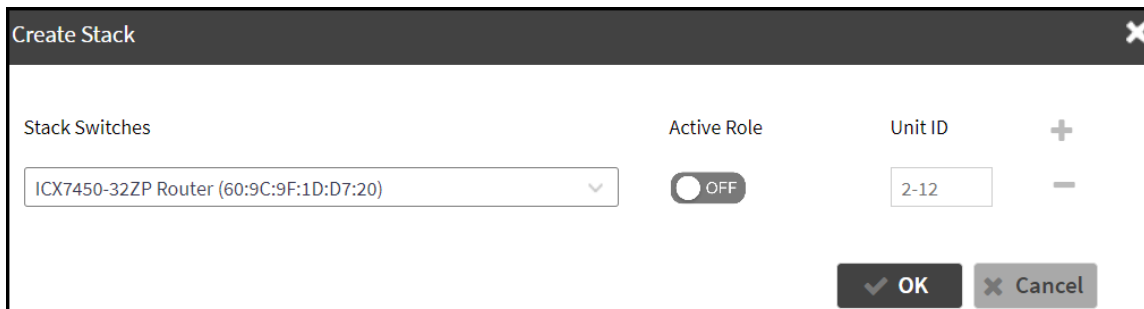 Create Stack
Stack Switches Active Role Unit ID
ICX7450-32ZP Router (60:9C:9F:1D:D7:20) OFF 2-12
OK Cancel